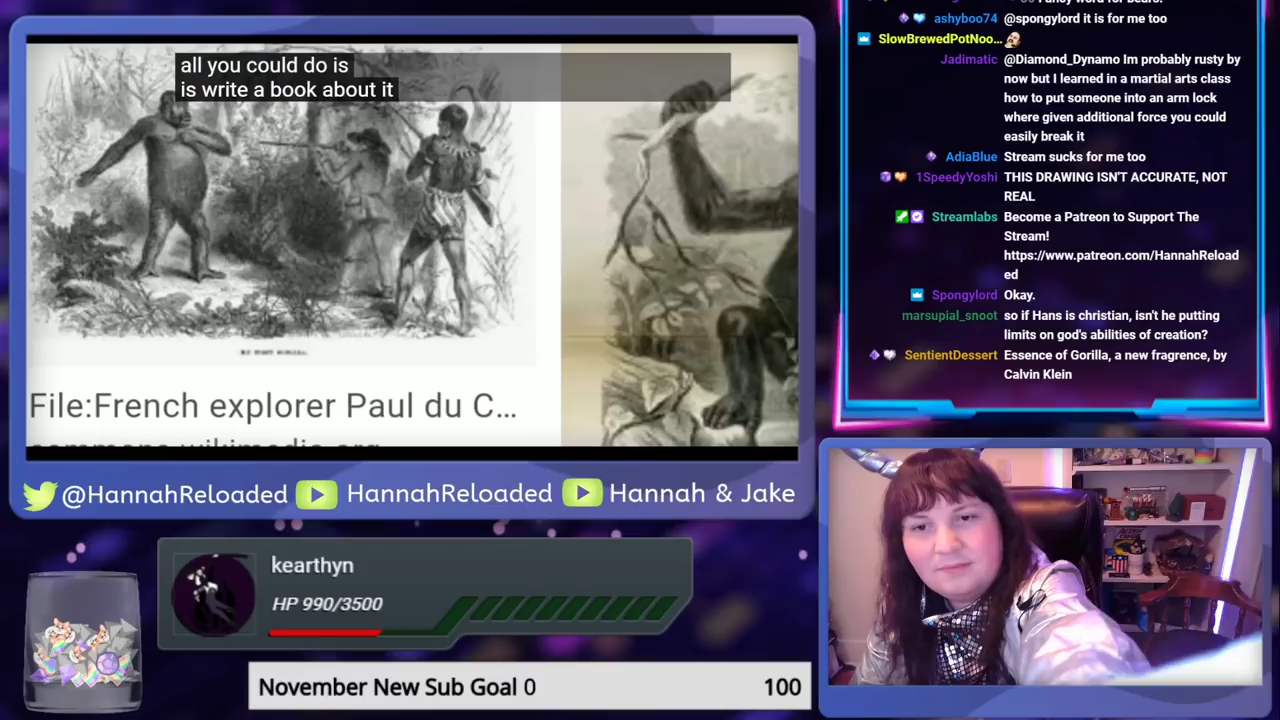 all you could do is
is write a book about it
File:French explorer Paul du C...
commons.wikimedia.org
@HannahReloaded
HannahReloaded
Hannah & Jake
kearthyn
HP 990/3500
November New Sub Goal 0
100
ashyboo74 @spongylord it is for me too
SlowBrewedPotNoo...
Jadimatic @Diamond_Dynamo Im probably rusty by
now but I learned in a martial arts class
how to put someone into an arm lock
where given additional force you could
easily break it
AdiaBlue Stream sucks for me too
1SpeedyYoshi THIS DRAWING ISN'T ACCURATE, NOT
REAL
Streamlabs Become a Patreon to Support The
Stream!
https://www.patreon.com/HannahReload
ed
Spongylord Okay.
marsupial_snoot so if Hans is christian, isn't he putting
limits on god's abilities of creation?
SentientDessert Essence of Gorilla, a new fragrence, by
Calvin Klein